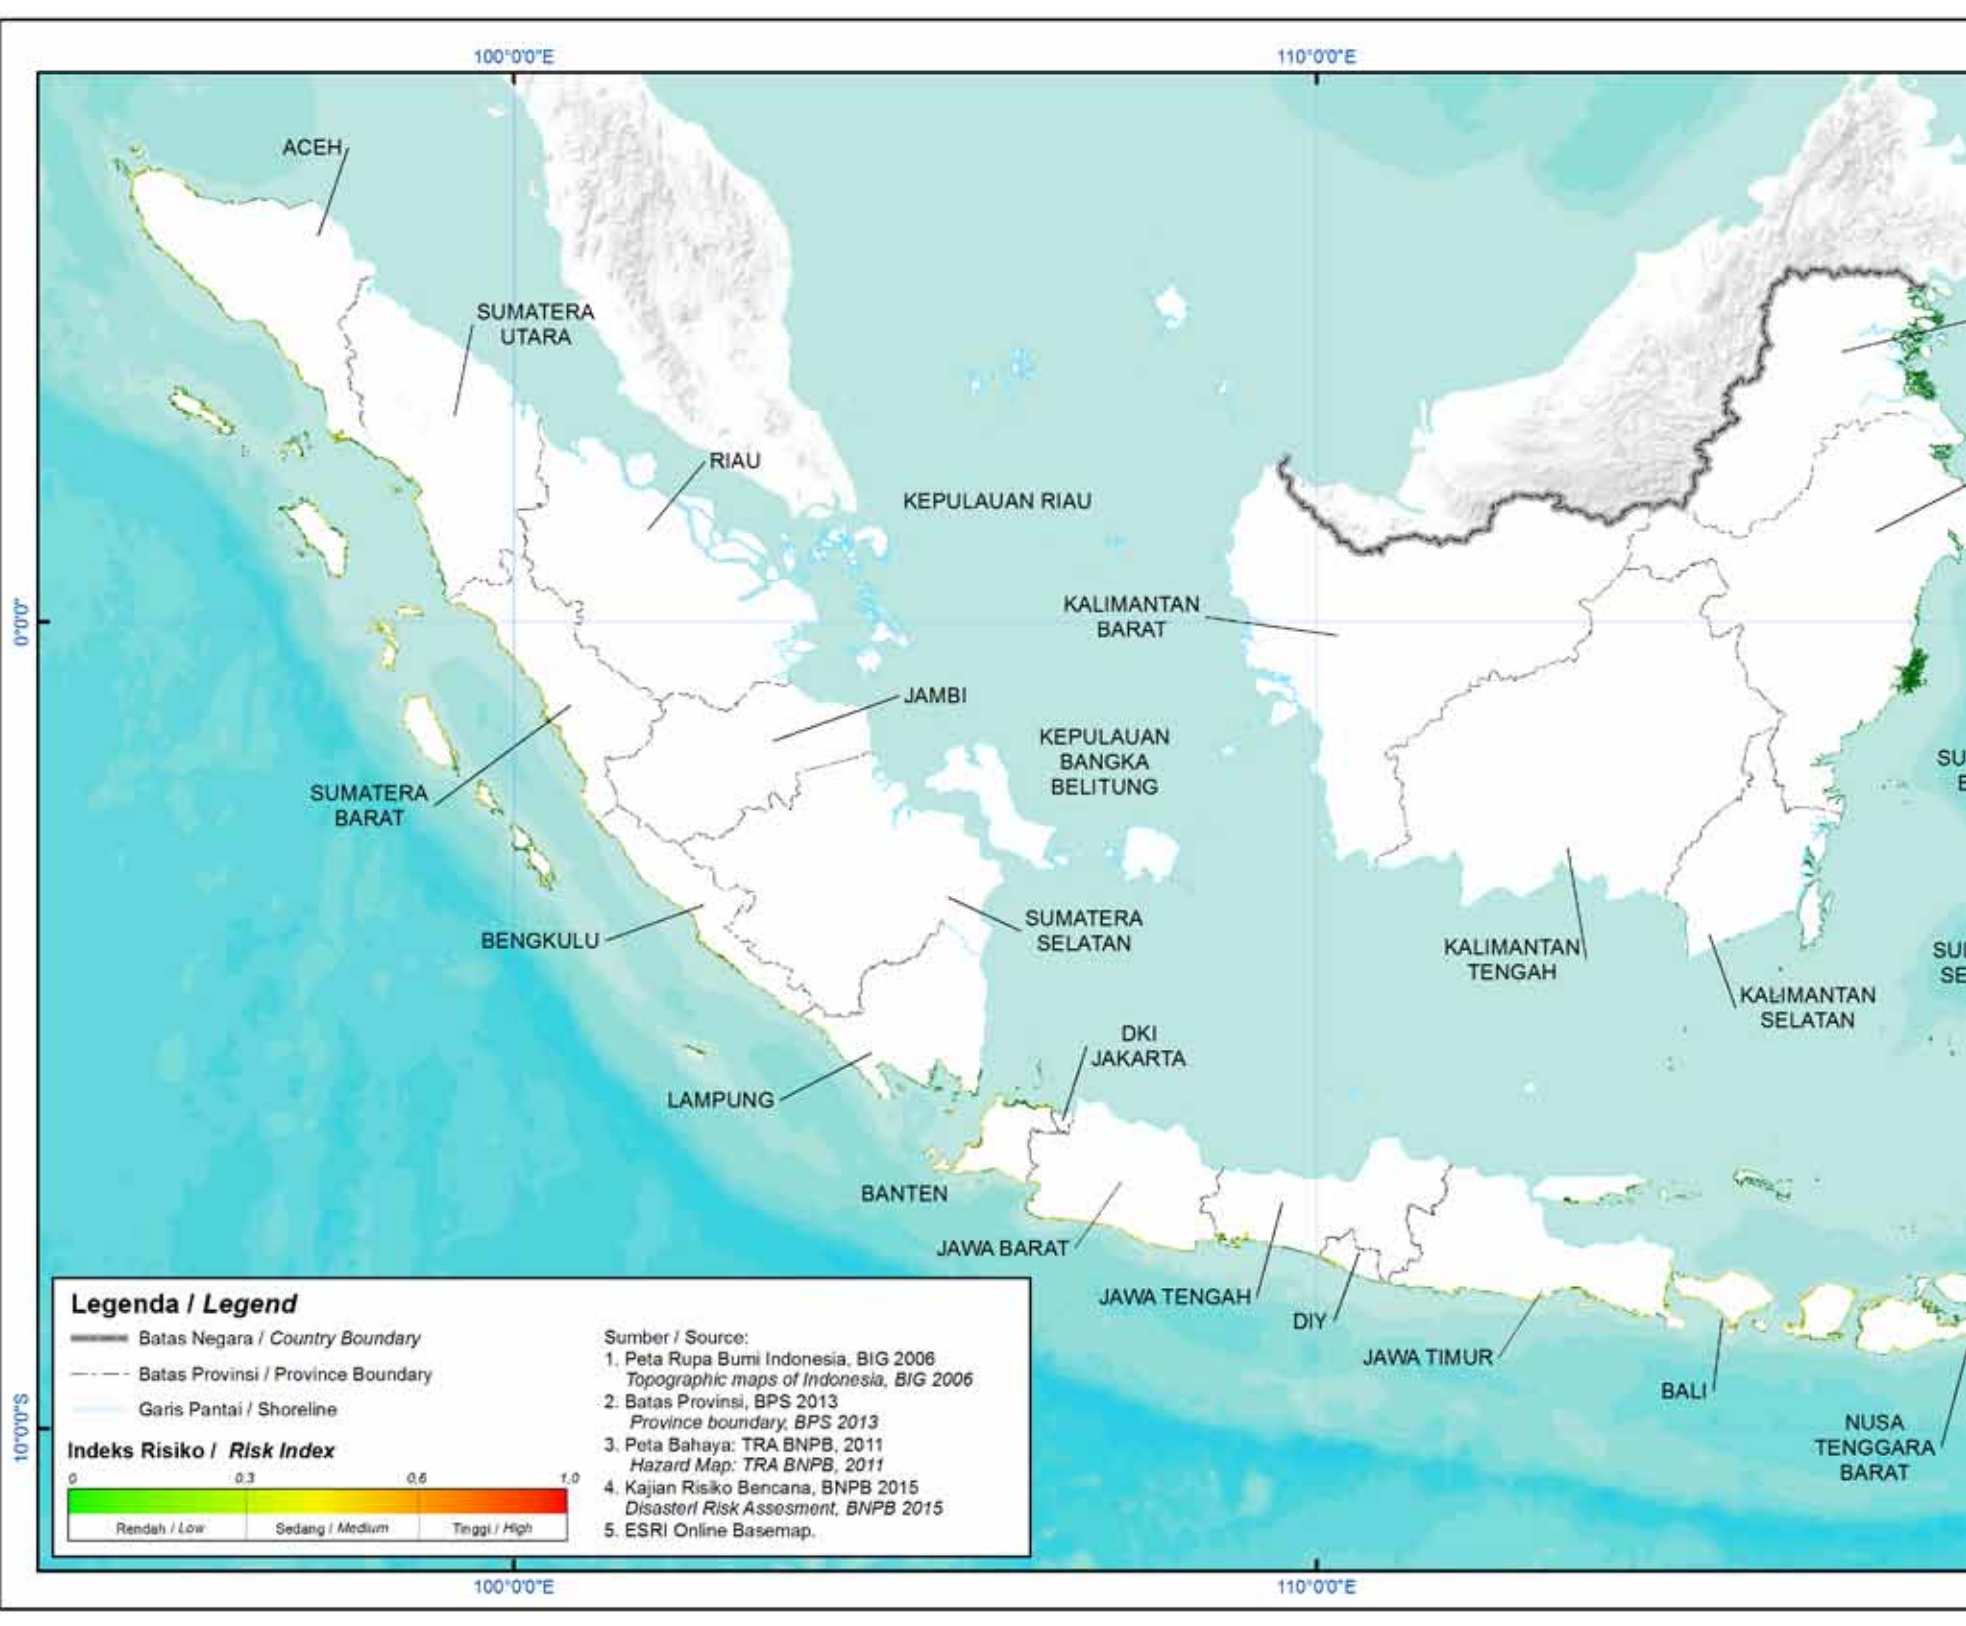 100°0'0"E
110°0'0"E
ACEH
SUMATERA
UTARA
RIAU
KEPULAUAN RIAU
KALIMANTAN
BARAT
0°0'0"
JAMBI
KEPULAUAN
BANGKA
BELITUNG
SUMATERA
BARAT
SU
BENGKULU
SUMATERA
SELATAN
KALIMANTAN
TENGAH
SUL
SE
KALIMANTAN
SELATAN
DKI
JAKARTA
LAMPUNG
BANTEN
JAWA BARAT
JAWA TENGAH
DIY
JAWA TIMUR
BALI
NUSA
TENGGARA
BARAT
10°0'0"S
Legenda / Legend
Batas Negara / Country Boundary
Batas Provinsi / Province Boundary
Garis Pantai / Shoreline
Indeks Risiko / Risk Index
0 0,3 0,6 1,0
Rendah / Low Sedang / Medium Tinggi / High
Sumber / Source:
1. Peta Rupa Bumi Indonesia, BIG 2006
Topographic maps of Indonesia, BIG 2006
2. Batas Provinsi, BPS 2013
Province boundary, BPS 2013
3. Peta Bahaya: TRA BNPB, 2011
Hazard Map: TRA BNPB, 2011
4. Kajian Risiko Bencana, BNPB 2015
Disasterl Risk Assesment, BNPB 2015
5. ESRI Online Basemap.
100°0'0"E
110°0'0"E